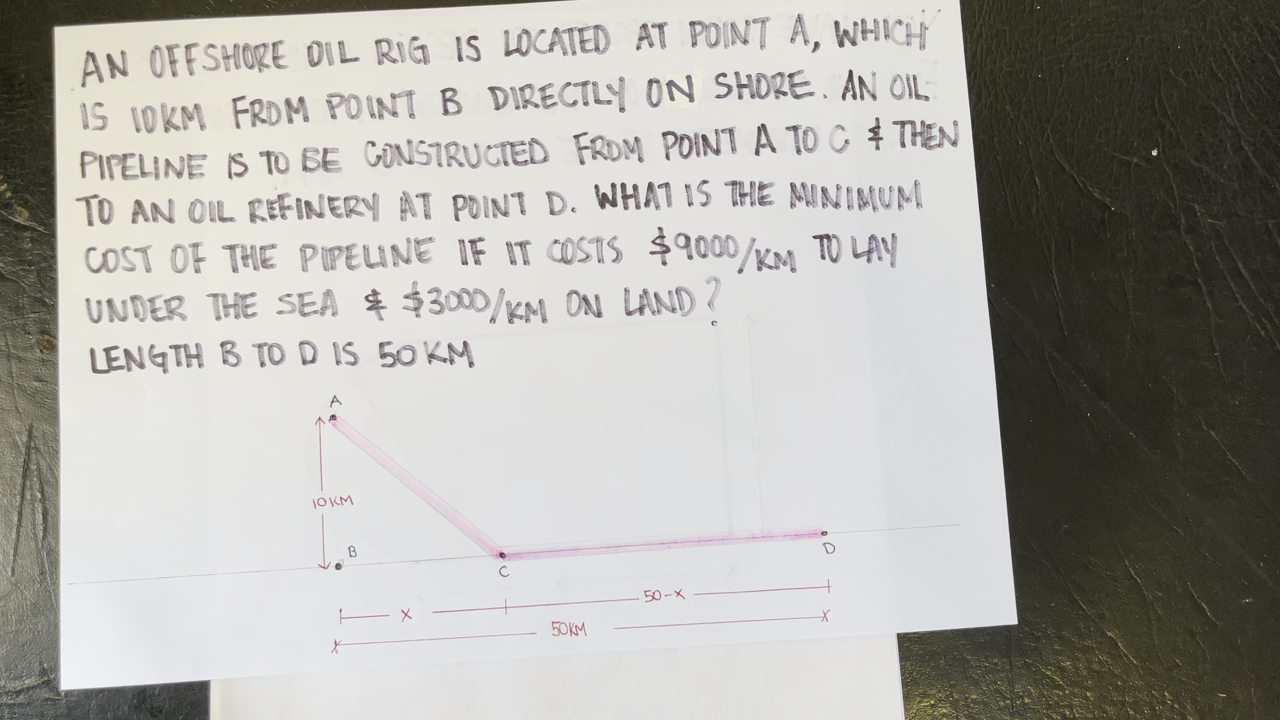 AN OFFSHORE OIL RIG IS LOCATED AT POINT A, WHICH
IS 10KM FROM POINT B DIRECTLY ON SHORE. AN OIL
PIPELINE IS TO BE CONSTRUCTED FROM POINT A TO C & THEN
TO AN OIL REFINERY AT POINT D. WHAT IS THE MINIMUM
COST OF THE PIPELINE IF IT COSTS $9000/KM TO LAY
UNDER THE SEA & $3000/KM ON LAND?
LENGTH B TO D IS 50KM
A
10KM
B
C
D
X
50-X
50KM